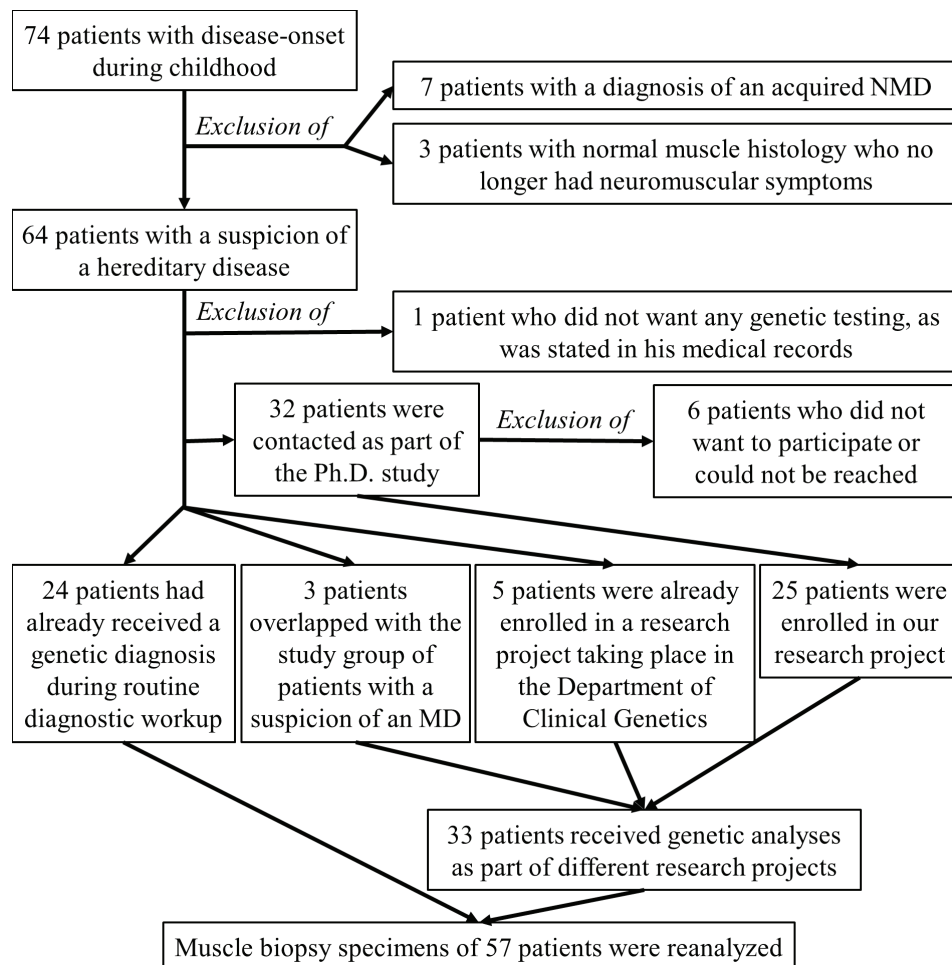 74 patients with disease-onset
during childhood
Exclusion of
7 patients with a diagnosis of an acquired NMD
3 patients with normal muscle histology who no
longer had neuromuscular symptoms
64 patients with a suspicion of
a hereditary disease
Exclusion of
1 patient who did not want any genetic testing, as
was stated in his medical records
32 patients were
contacted as part of
the Ph.D. study
Exclusion of
6 patients who did not
want to participate or
could not be reached
24 patients had
already received a
genetic diagnosis
during routine
diagnostic workup
3 patients
overlapped with the
study group of
patients with a
suspicion of an MD
5 patients were already
enrolled in a research
project taking place in
the Department of
Clinical Genetics
25 patients were
enrolled in our
research project
33 patients received genetic analyses
as part of different research projects
Muscle biopsy specimens of 57 patients were reanalyzed